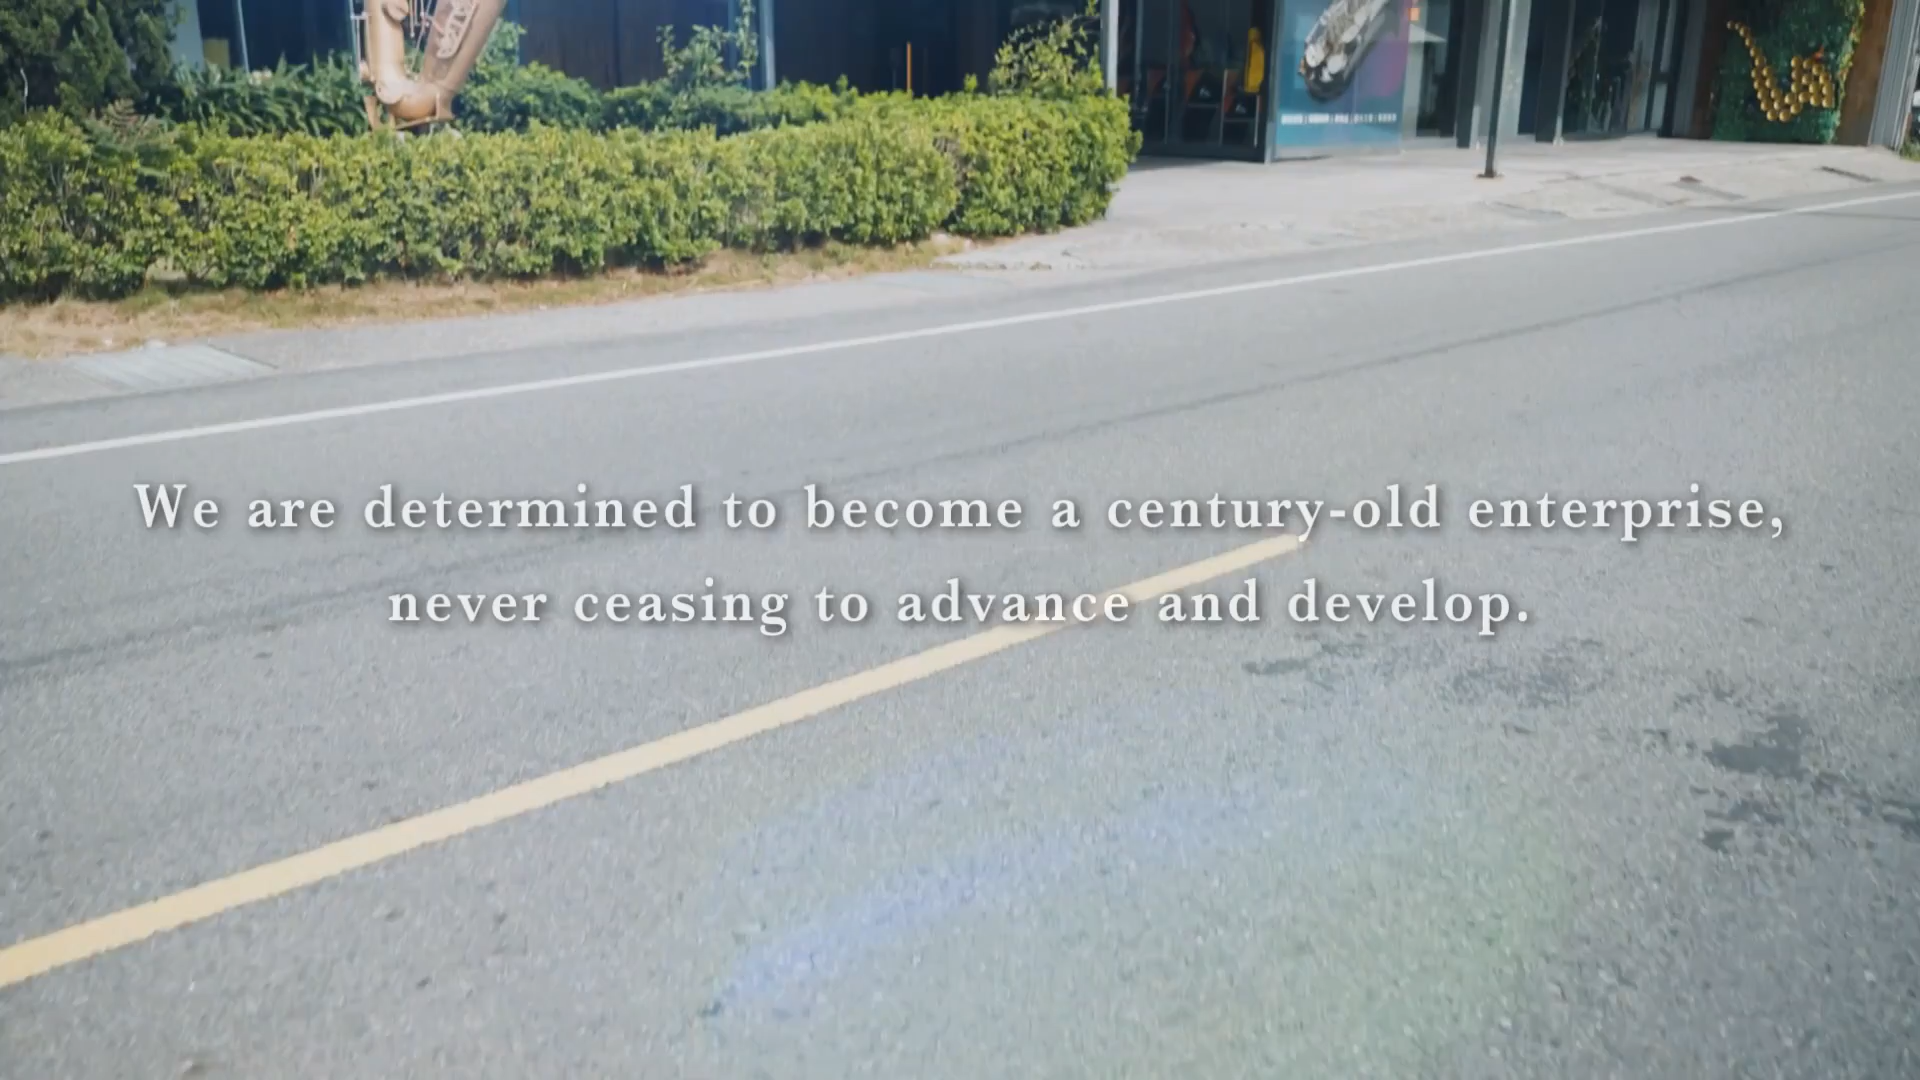 We are determined to become a century-old enterprise,
never ceasing to advance and develop.